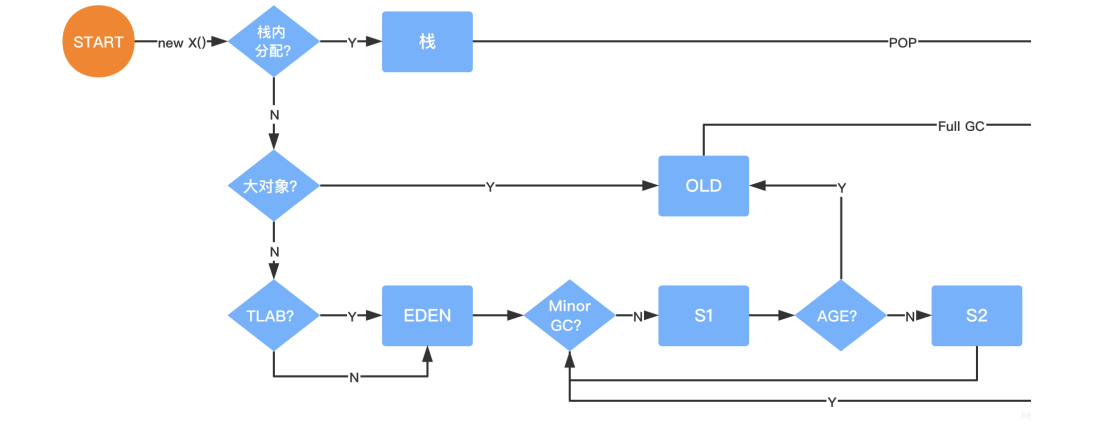 START
new X()
栈内
分配?
Y
栈
POP
N
Full GC
大对象?
Y
OLD
Y
N
TLAB?
Y
EDEN
Minor
GC?
N
S1
AGE?
N
S2
N
Y